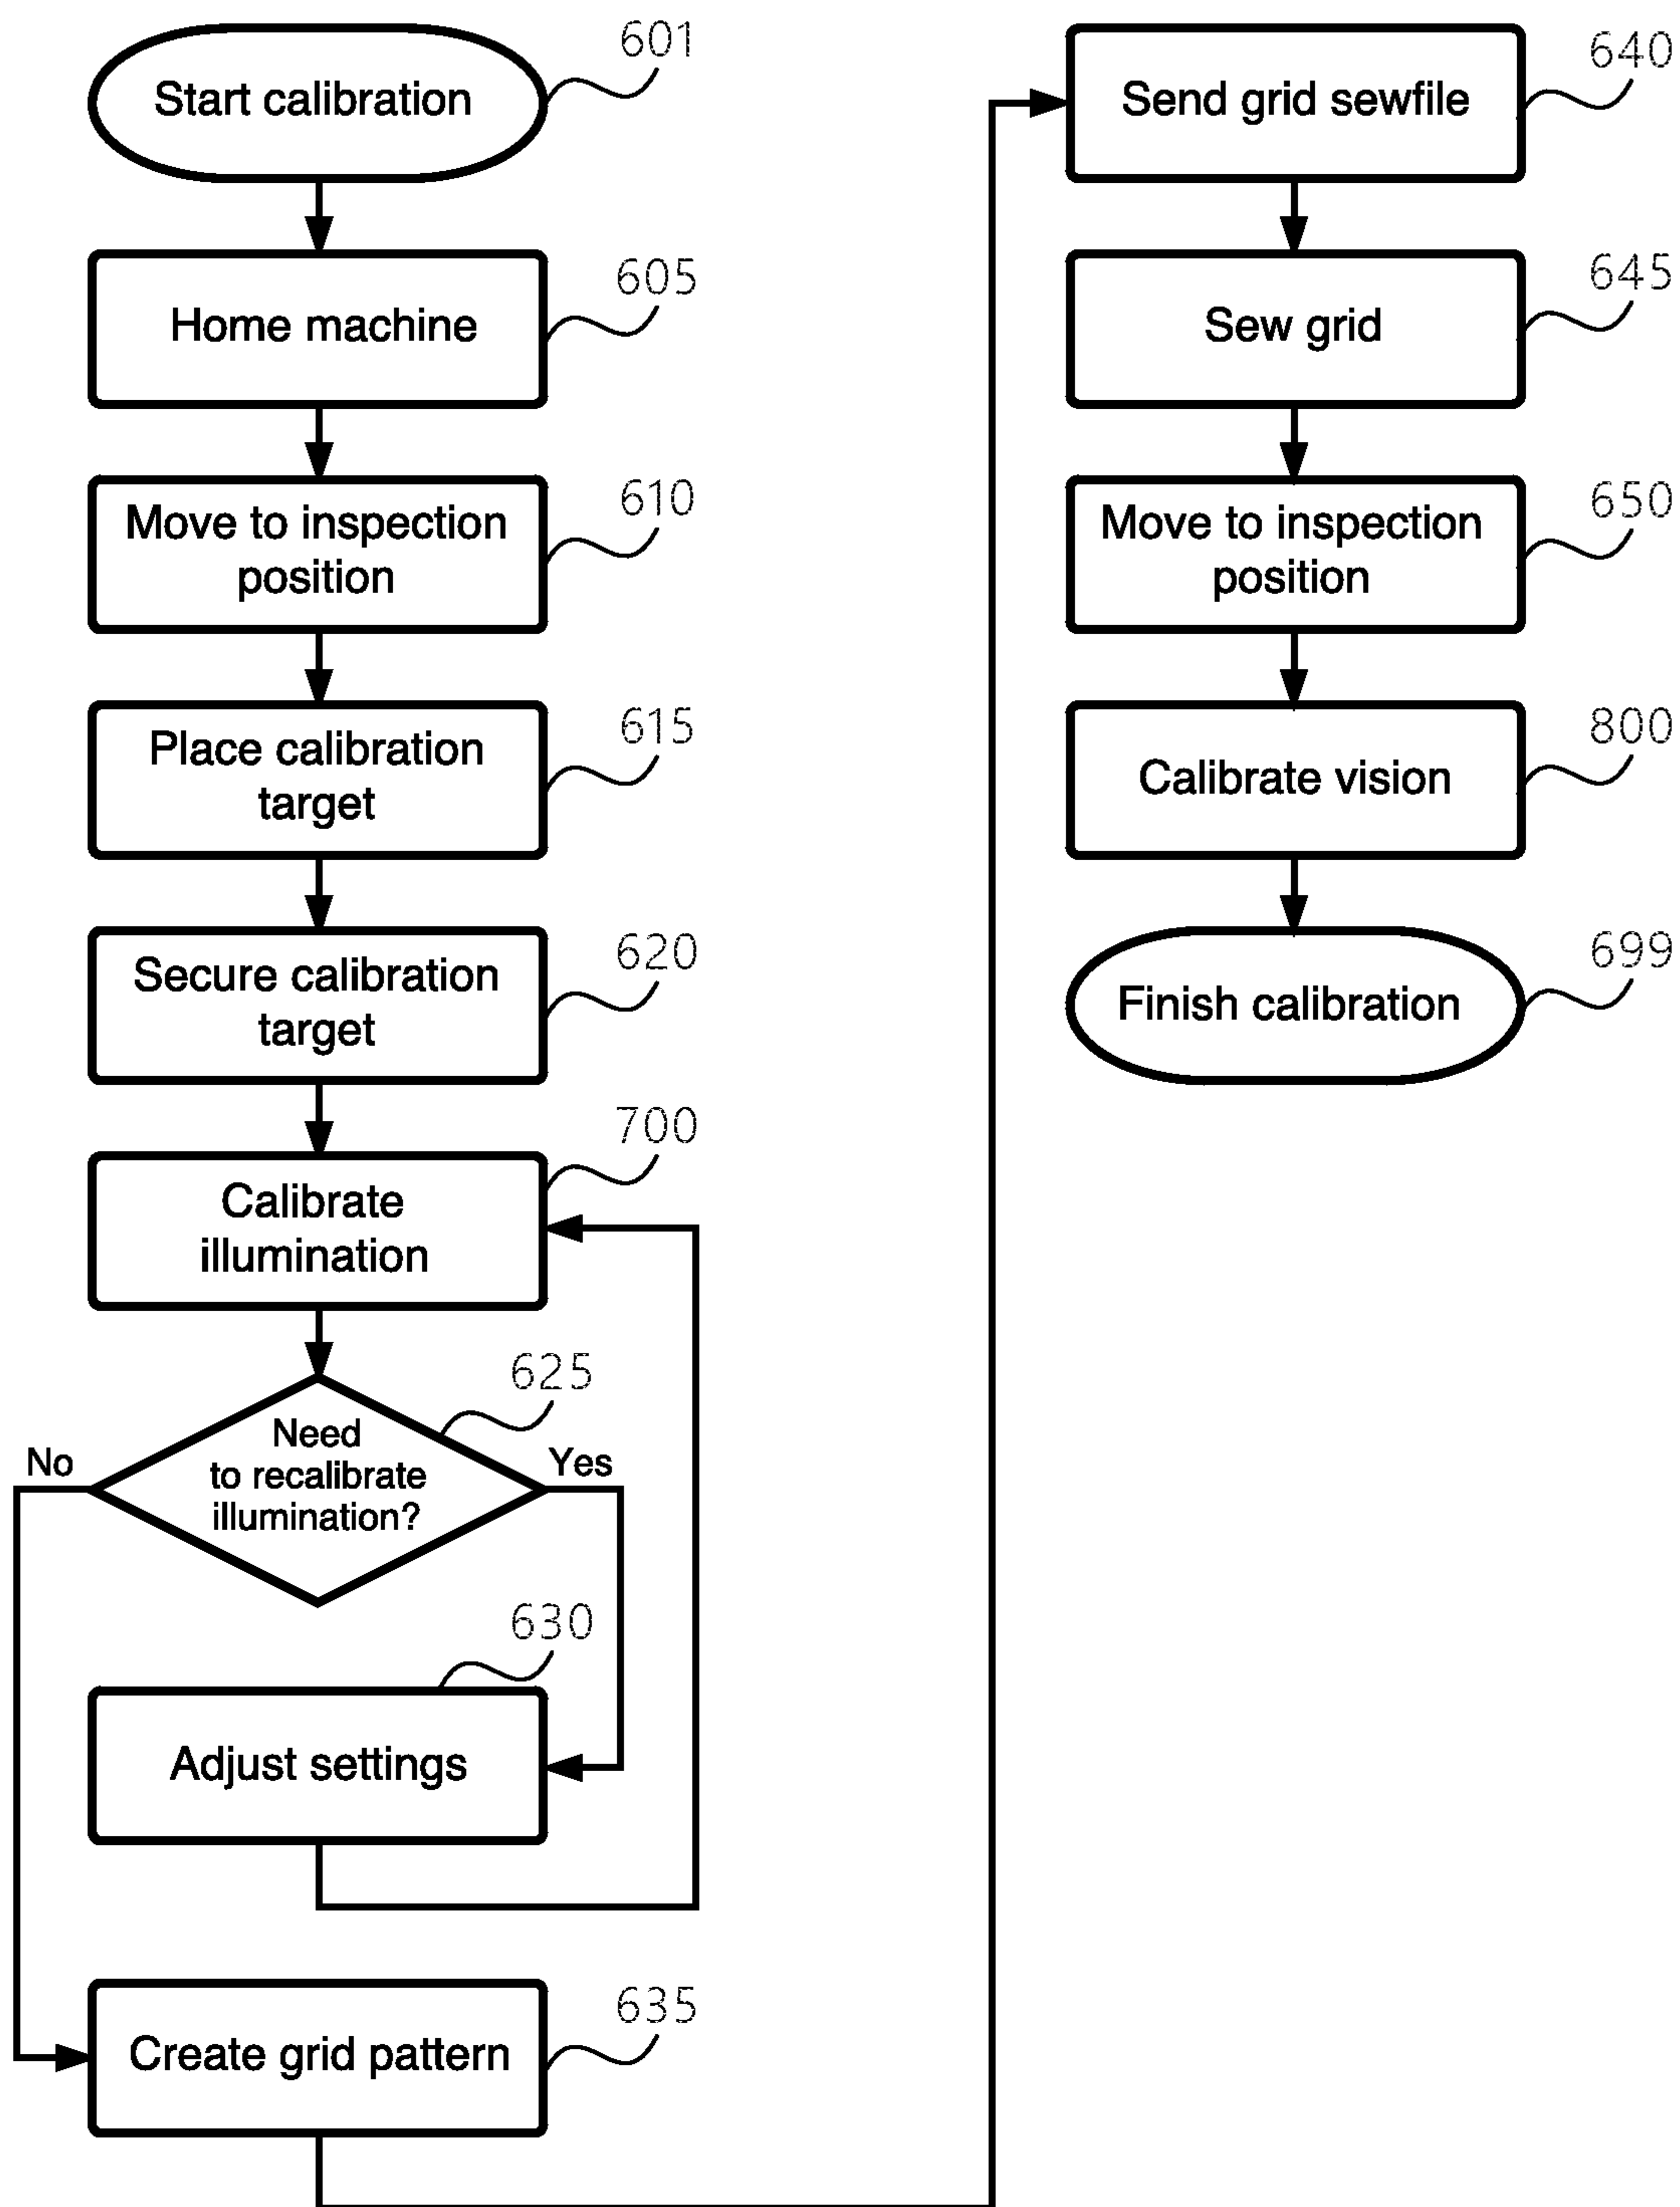 Start calibration
601
Home machine
605
Move to inspection
position
610
Place calibration
target
615
Secure calibration
target
620
Calibrate
illumination
700
Need
to recalibrate
illumination?
625
No
Yes
Adjust settings
630
Create grid pattern
635
Send grid sewfile
640
Sew grid
645
Move to inspection
position
650
Calibrate vision
800
Finish calibration
699